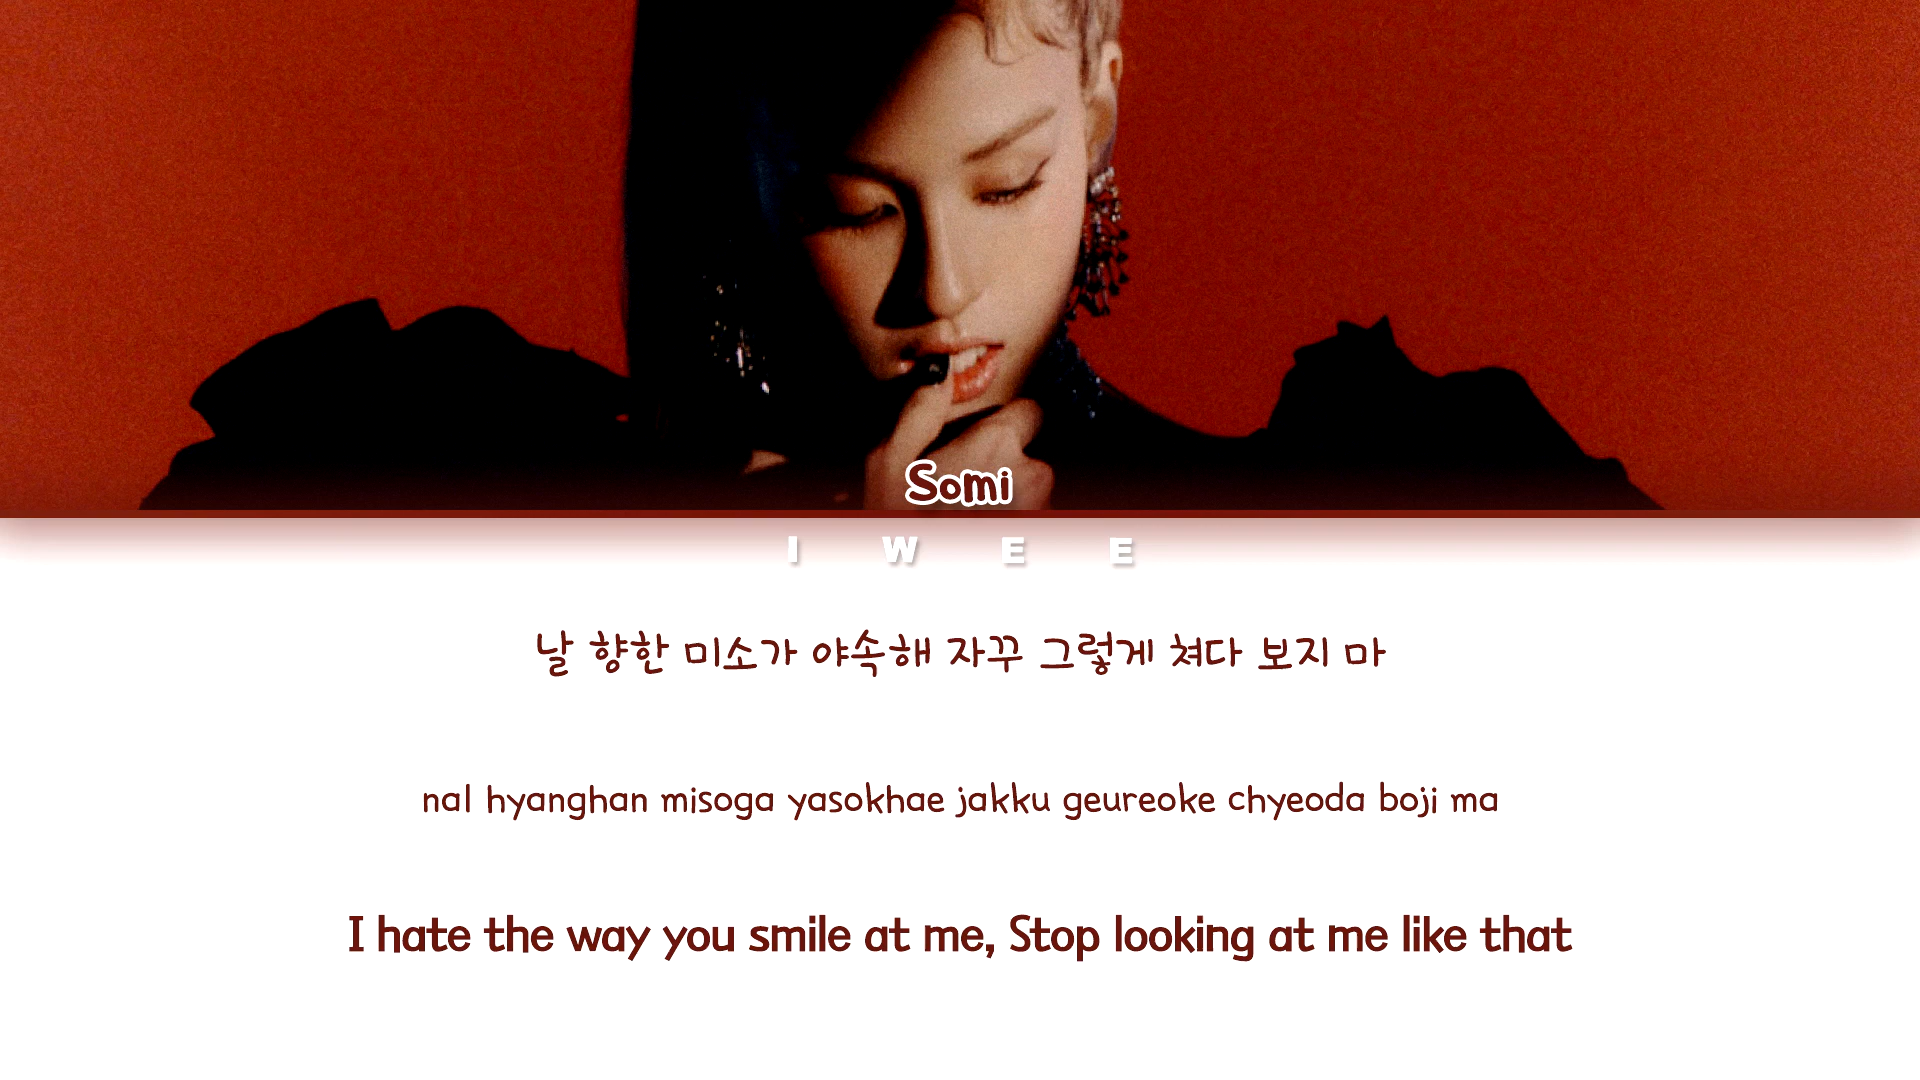 Somi
I W E E
날 향한 미소가 야속해 자꾸 그렇게 쳐다 보지 마
nal hyanghan misoga yasokhae jakku geureoke chyeoda boji ma
I hate the way you smile at me, Stop looking at me like that